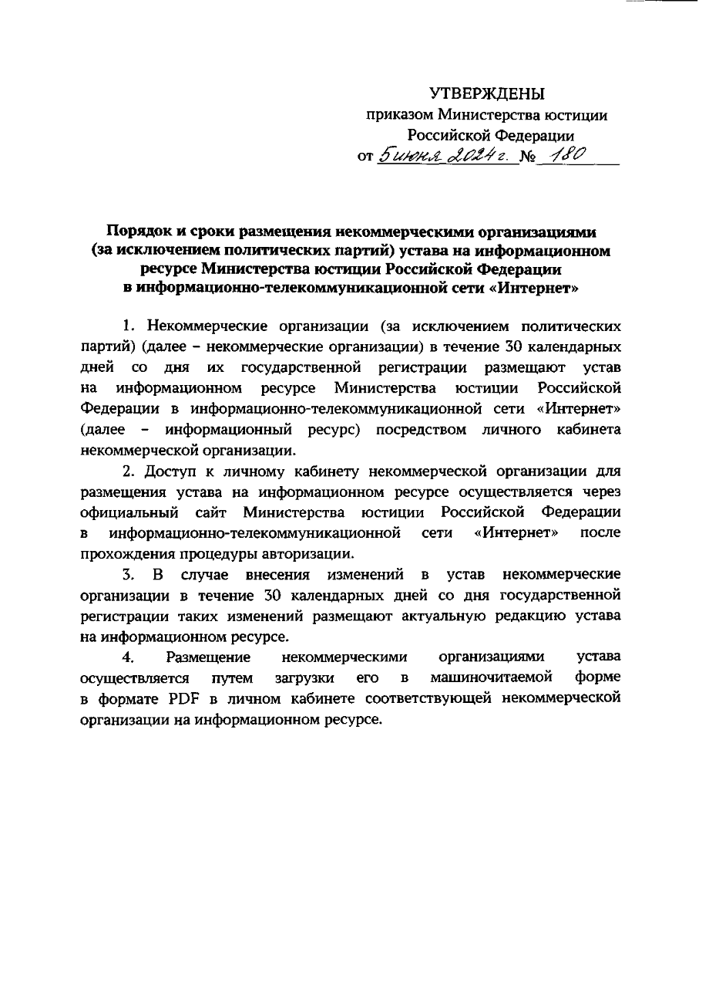 УТВЕРЖДЕНЫ
приказом Министерства юстиции
Российской Федерации
от 5 июня 2024 г. № 180
Порядок и сроки размещения некоммерческими организациями
(за исключением политических партий) устава на информационном
ресурсе Министерства юстиции Российской Федерации
в информационно-телекоммуникационной сети «Интернет»
1. Некоммерческие организации (за исключением политических
партий) (далее – некоммерческие организации) в течение 30 календарных
дней со дня их государственной регистрации размещают устав
на информационном ресурсе Министерства юстиции Российской
Федерации в информационно-телекоммуникационной сети «Интернет»
(далее – информационный ресурс) посредством личного кабинета
некоммерческой организации.
2. Доступ к личному кабинету некоммерческой организации для
размещения устава на информационном ресурсе осуществляется через
официальный сайт Министерства юстиции Российской Федерации
в информационно-телекоммуникационной сети «Интернет» после
прохождения процедуры авторизации.
3. В случае внесения изменений в устав некоммерческие
организации в течение 30 календарных дней со дня государственной
регистрации таких изменений размещают актуальную редакцию устава
на информационном ресурсе.
4. Размещение некоммерческими организациями устава
осуществляется путем загрузки его в машиночитаемой форме
в формате PDF в личном кабинете соответствующей некоммерческой
организации на информационном ресурсе.